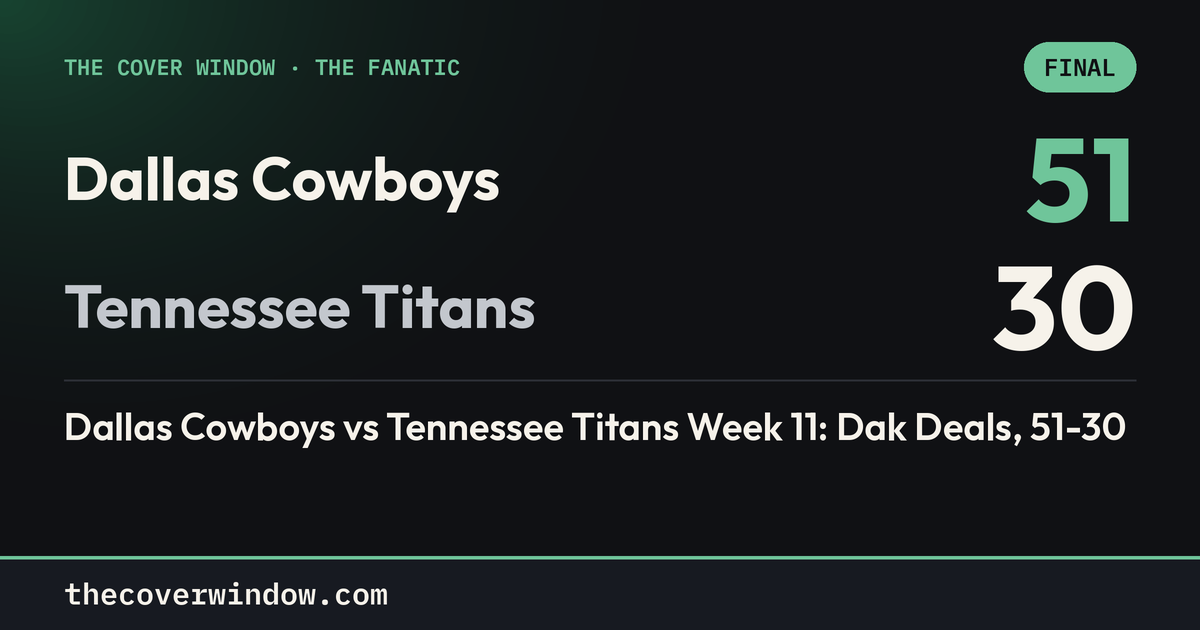 THE COVER WINDOW · THE FANATIC
FINAL
Dallas Cowboys 51
Tennessee Titans 30
Dallas Cowboys vs Tennessee Titans Week 11: Dak Deals, 51-30
thecoverwindow.com